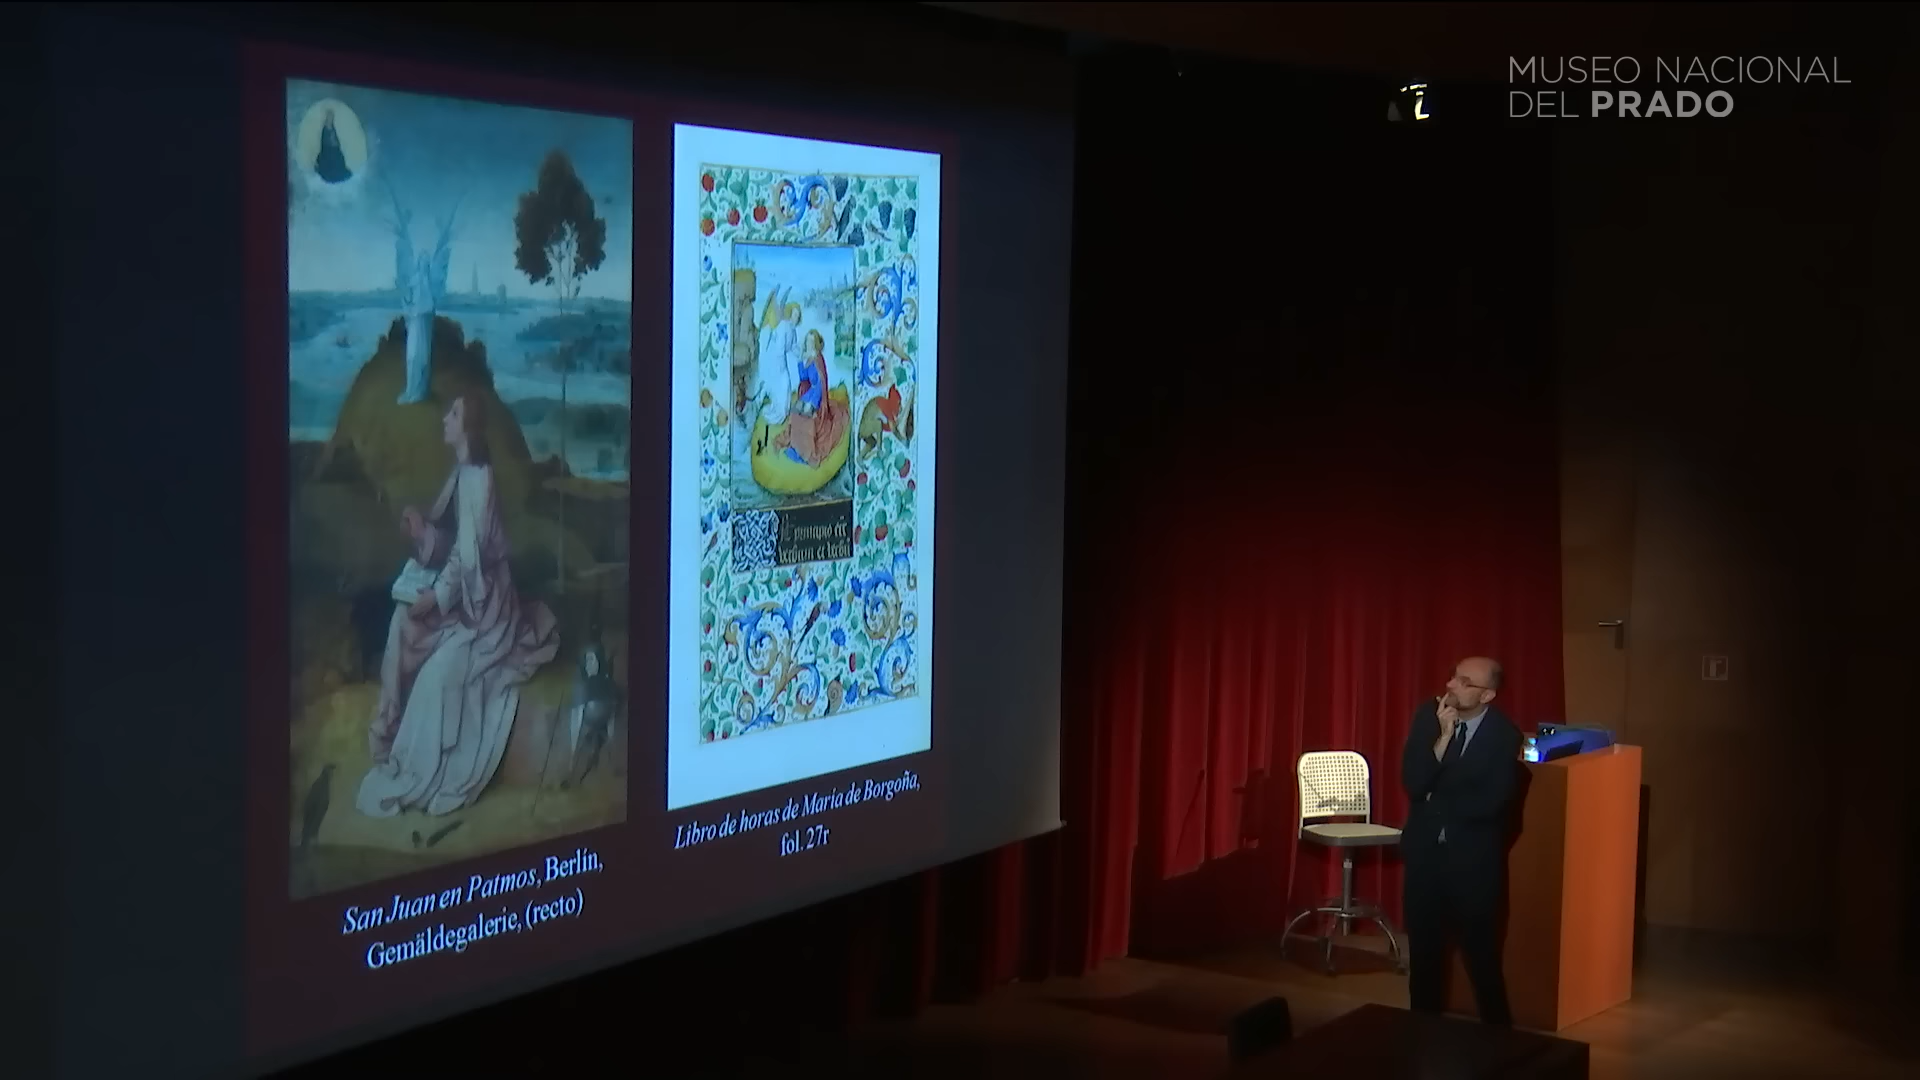 MUSEO NACIONAL
DEL PRADO
San Juan en Patmos, Berlín,
Gemäldegalerie, (recto)
Libro de horas de María de Borgoña,
fol. 27r